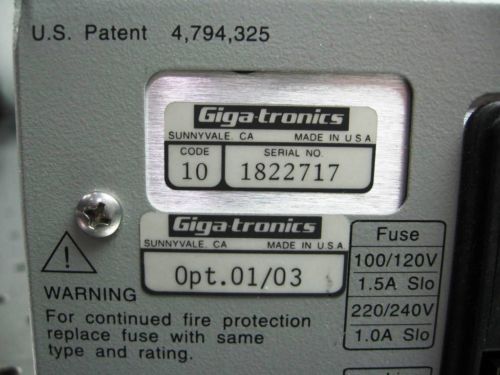 U.S. Patent 4,794,325
Giga-tronics
SUNNYVALE, CA MADE IN U.S.A
CODE SERIAL NO.
10 1822717
Giga-tronics
SUNNYVALE, CA MADE IN U.S.A
Opt.01/03
WARNING
For continued fire protection
replace fuse with same
type and rating.
Fuse
100/120V
1.5A Slo
220/240V
1.0A Slo